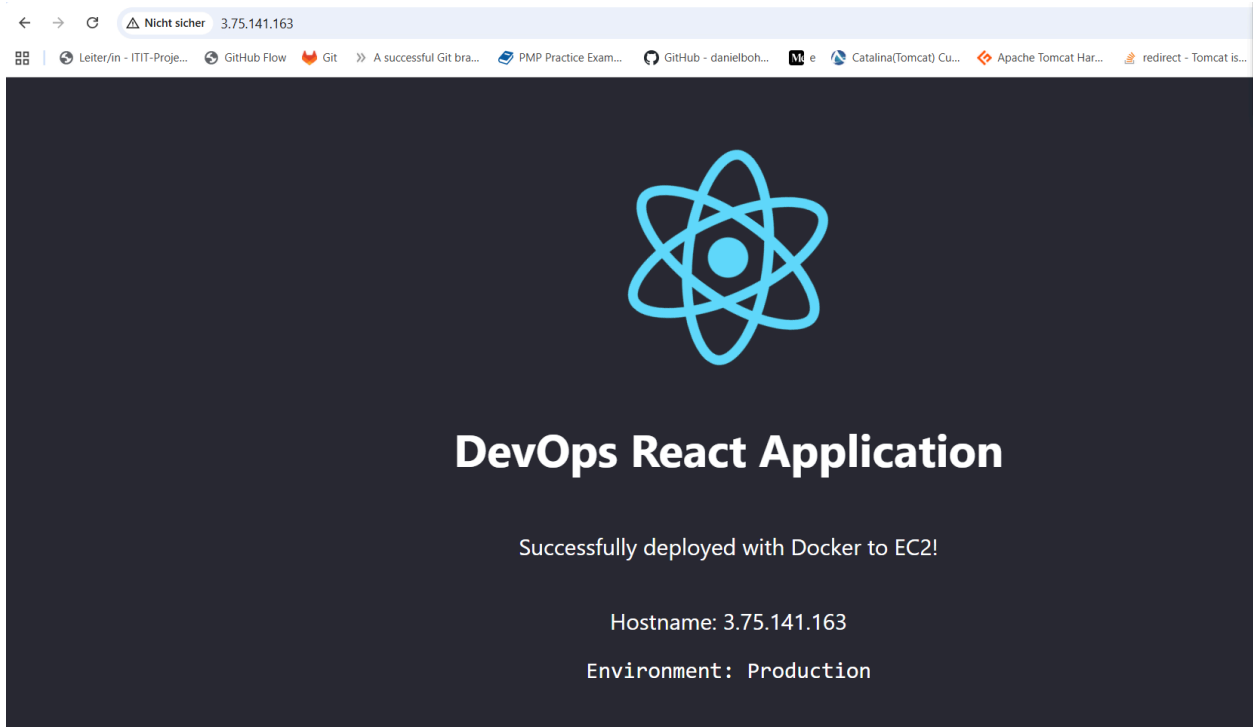 Nicht sicher 3.75.141.163
Leiter/in - ITIT-Proje... GitHub Flow Git A successful Git bra... PMP Practice Exam... GitHub - danielboh... e Catalina(Tomcat) Cu... Apache Tomcat Har... redirect - Tomcat is...
DevOps React Application
Successfully deployed with Docker to EC2!
Hostname: 3.75.141.163
Environment: Production